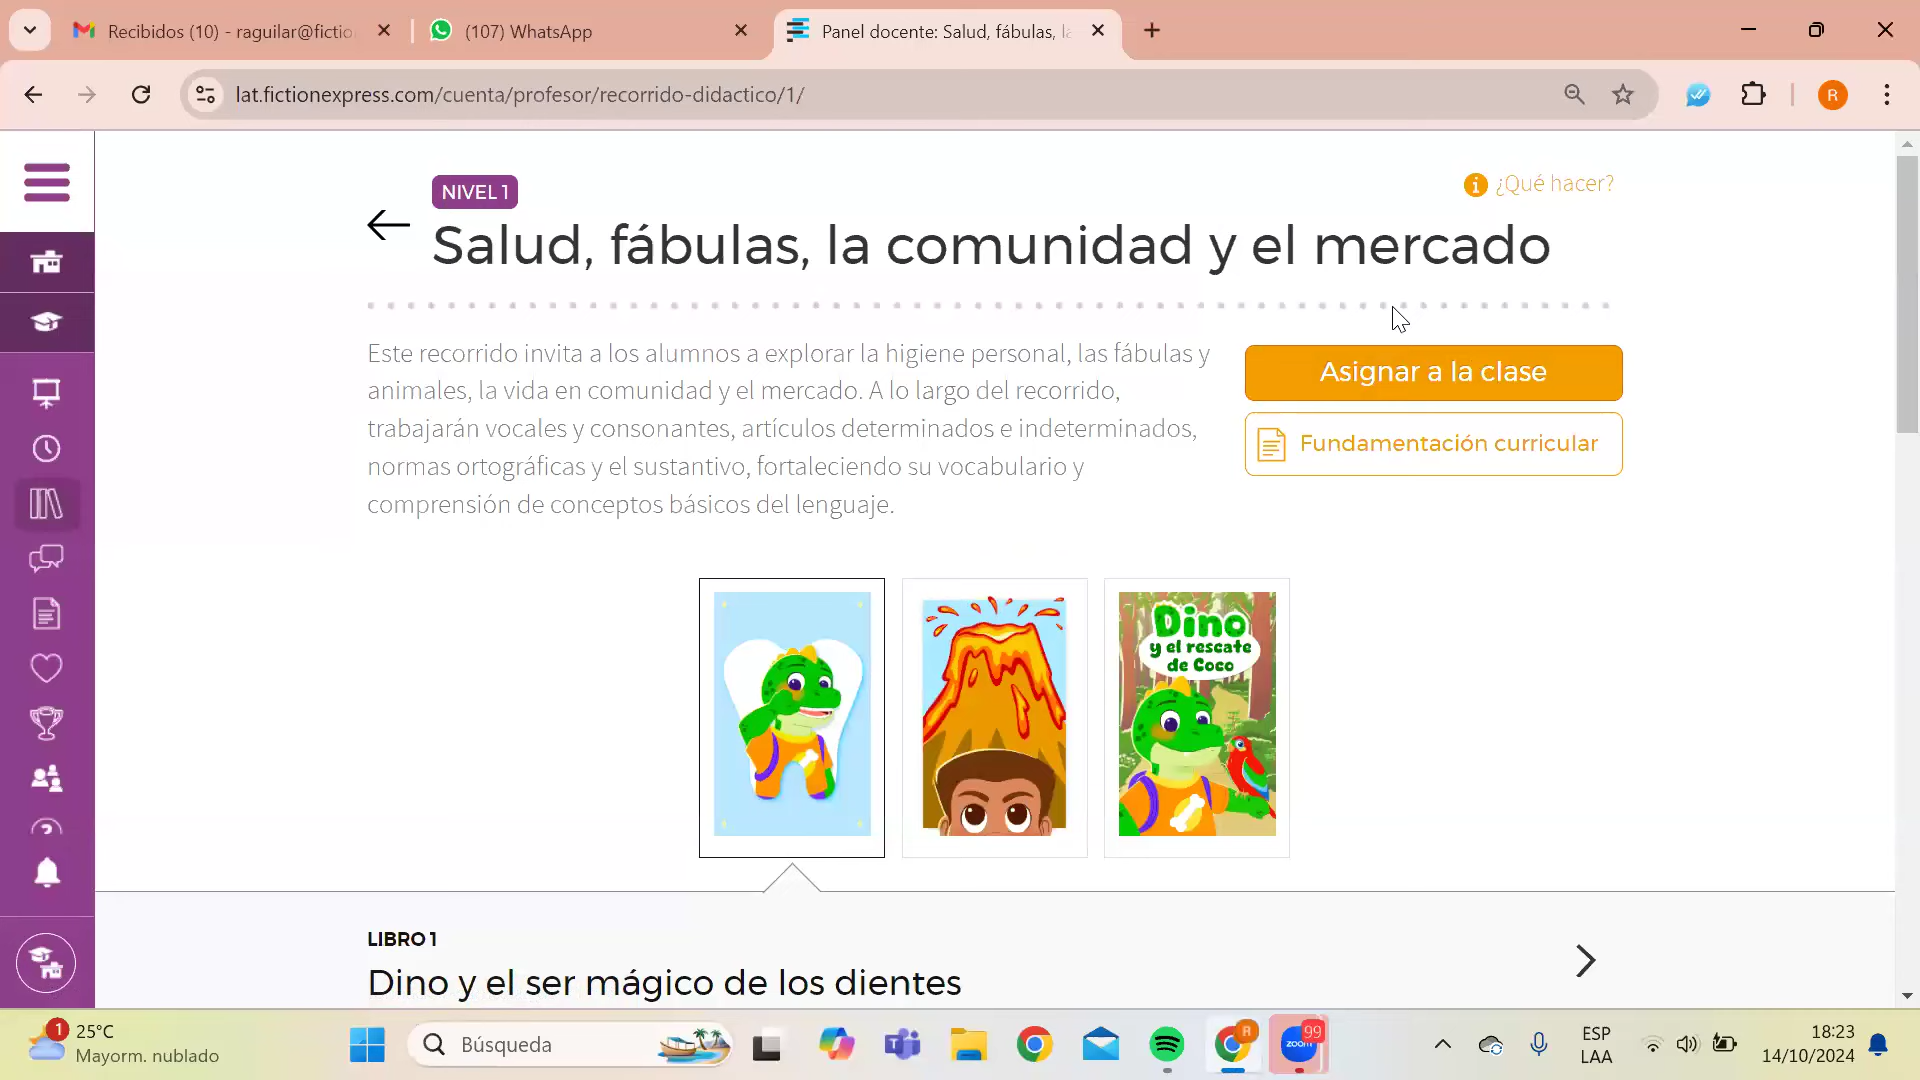 Recibidos (10) - raguilar@fictio
(107) WhatsApp
Panel docente: Salud, fábulas, l
lat.fictionexpress.com/cuenta/profesor/recorrido-didactico/1/
R
NIVEL 1
¿Qué hacer?
Salud, fábulas, la comunidad y el mercado
Este recorrido invita a los alumnos a explorar la higiene personal, las fábulas y
animales, la vida en comunidad y el mercado. A lo largo del recorrido,
trabajarán vocales y consonantes, artículos determinados e indeterminados,
normas ortográficas y el sustantivo, fortaleciendo su vocabulario y
comprensión de conceptos básicos del lenguaje.
Asignar a la clase
Fundamentación curricular
Dino
y el rescate
de Coco
LIBRO 1
Dino y el ser mágico de los dientes
1
25°C
Mayorm. nublado
Búsqueda
R
zoom
99
ESP
LAA
18:23
14/10/2024